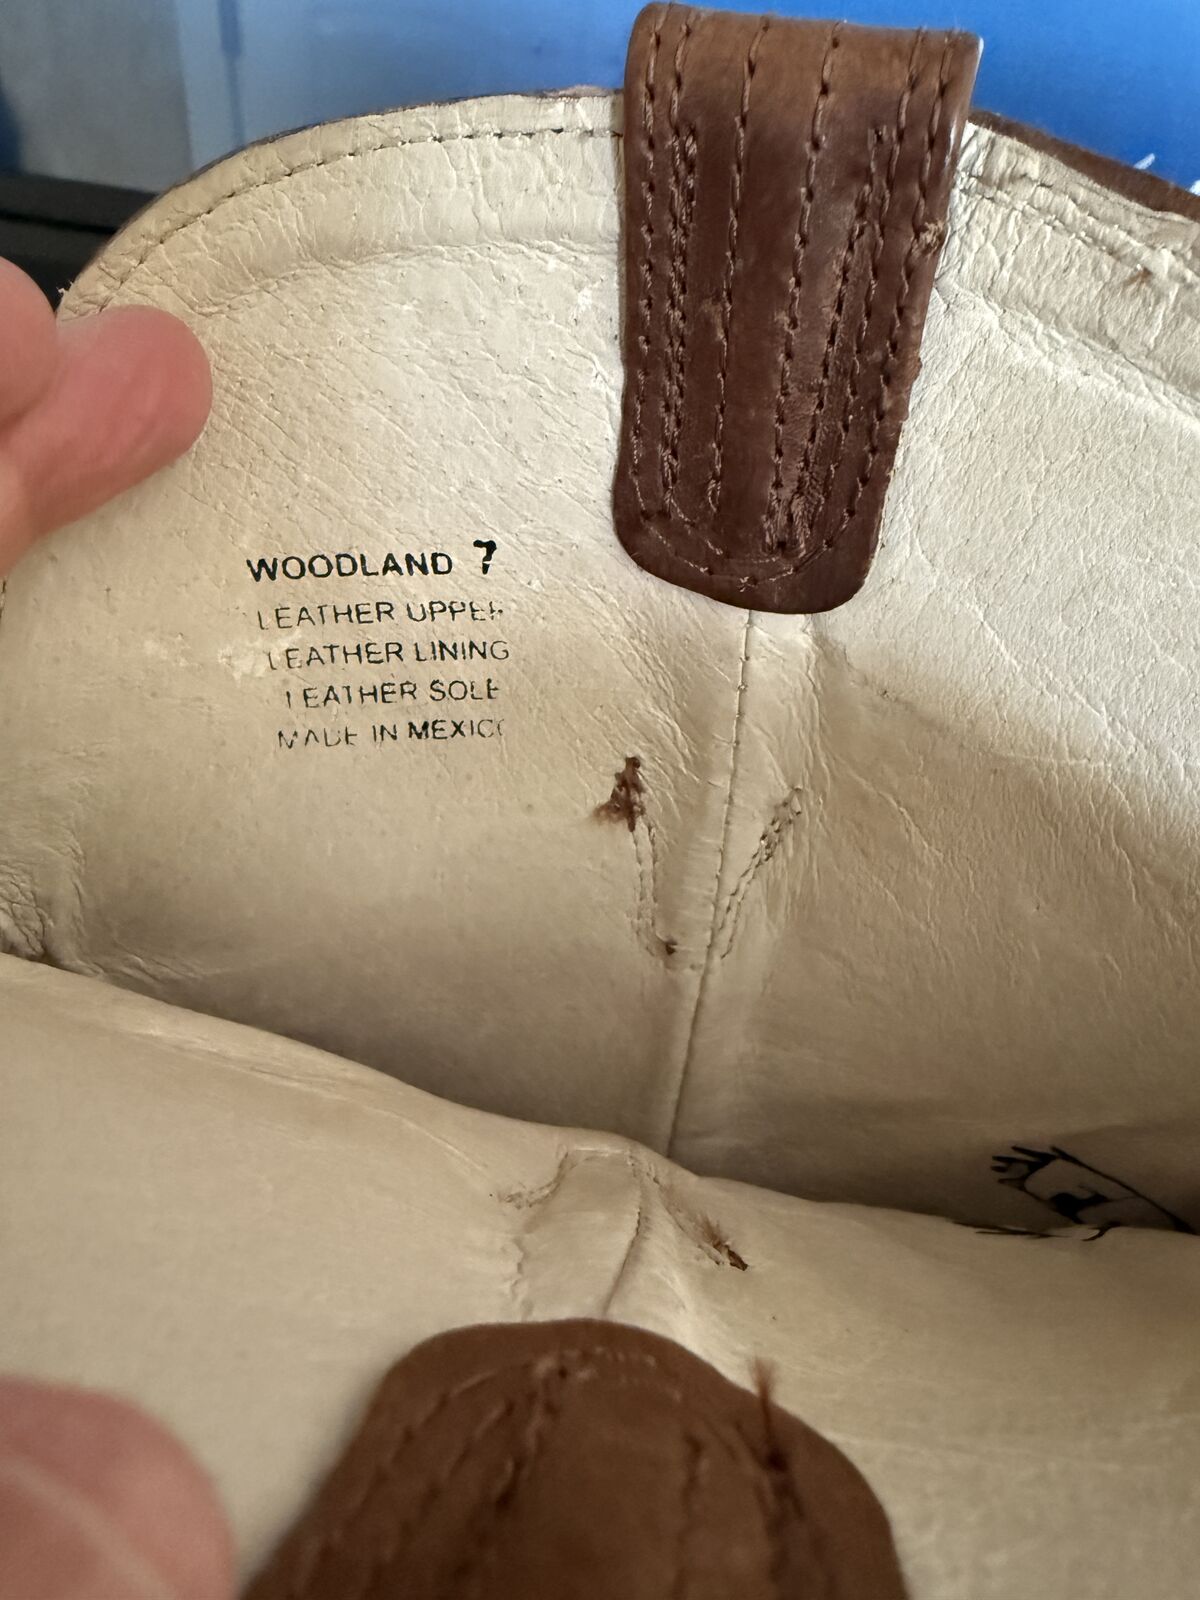 WOODLAND 7
LEATHER UPPER
LEATHER LINING
LEATHER SOLE
MADE IN MEXICO